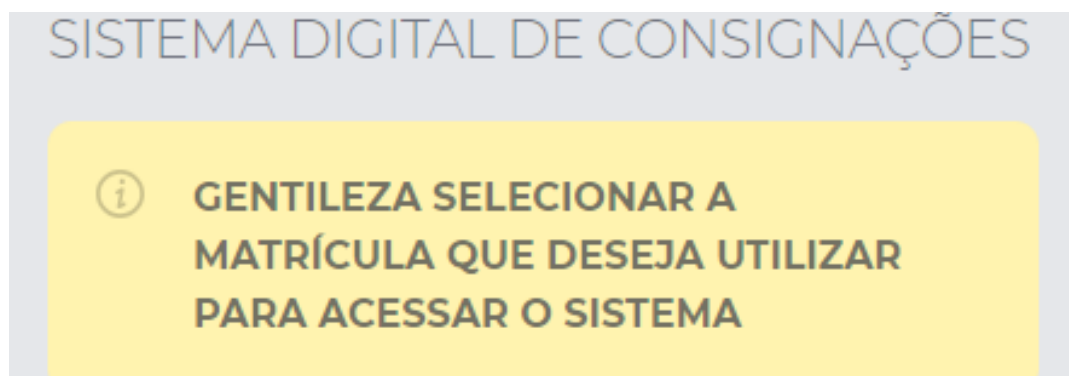 SISTEMA DIGITAL DE CONSIGNAÇÕES
GENTILEZA SELECIONAR A
MATRÍCULA QUE DESEJA UTILIZAR
PARA ACESSAR O SISTEMA